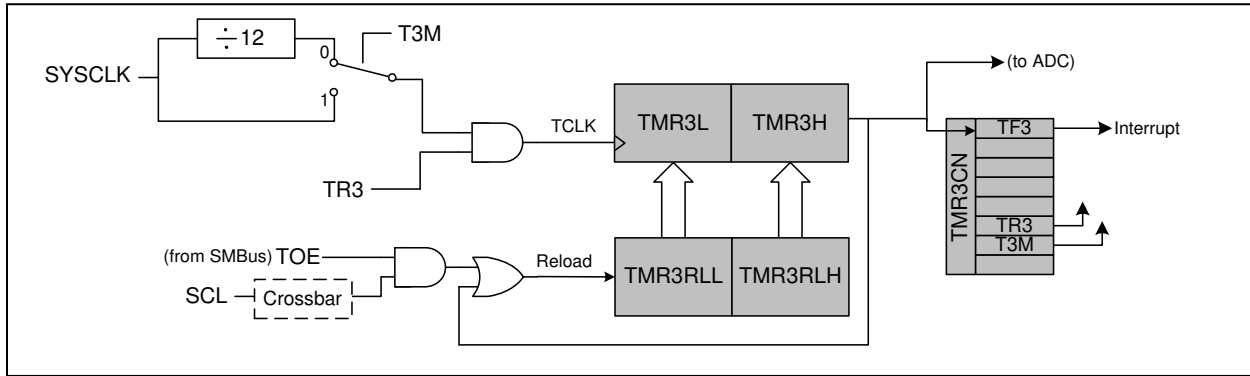 ÷ 12
T3M
0
SYSCLK
1
(to ADC)
TCLK
TMR3L
TMR3H
TF3
Interrupt
TR3
TMR3CN
TR3
T3M
(from SMBus) TOE
Reload
TMR3RLL
TMR3RLH
SCL
Crossbar